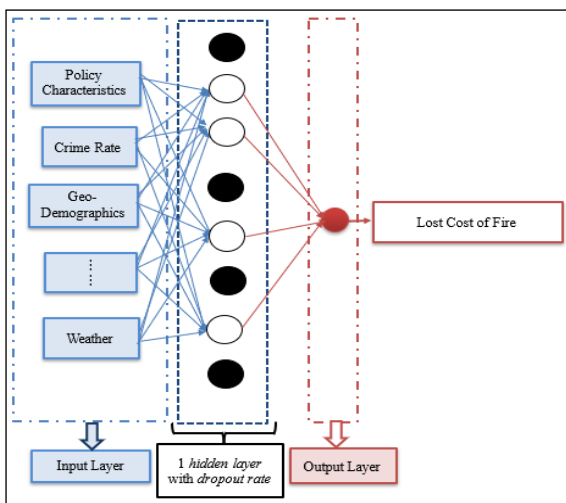 Policy
Characteristics
Crime Rate
Geo-
Demographics
Weather
Lost Cost of Fire
Input Layer
1 hidden layer
with dropout rate
Output Layer